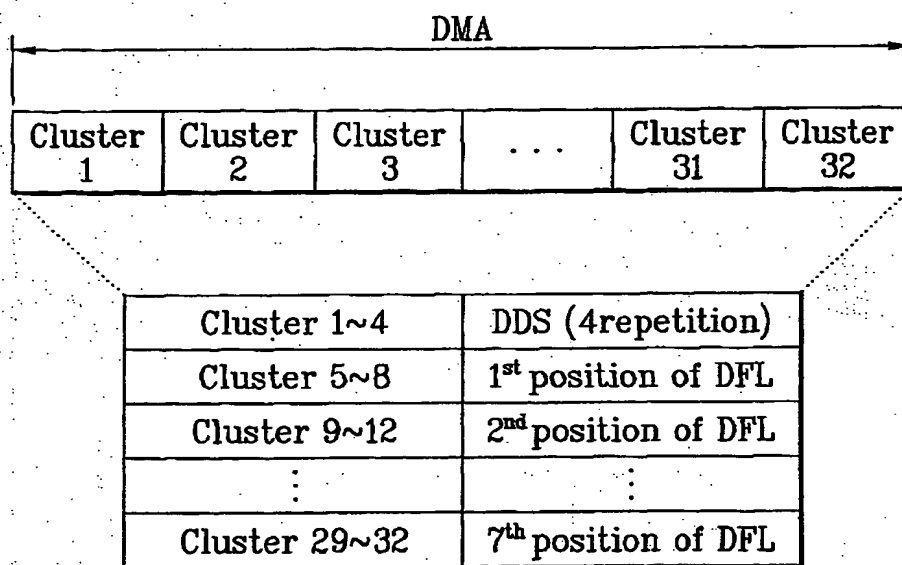 DMA
Cluster 1
Cluster 2
Cluster 3
. . .
Cluster 31
Cluster 32
Cluster 1~4 DDS (4repetition)
Cluster 5~8 1st position of DFL
Cluster 9~12 2nd position of DFL
⋮ ⋮
Cluster 29~32 7th position of DFL